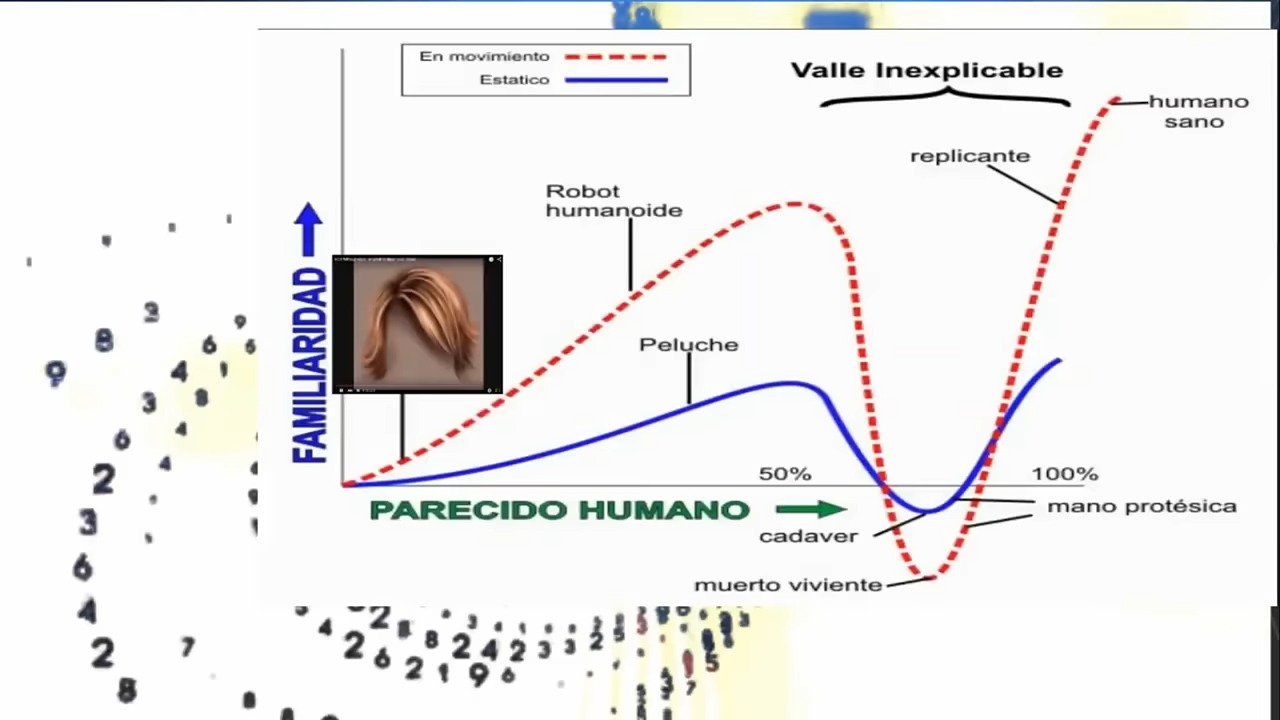 En movimiento
Estatico
Valle Inexplicable
humano
sano
replicante
Robot
humanoide
FAMILIARIDAD
Peluche
50%
100%
PARECIDO HUMANO
mano protésica
cadaver
muerto viviente